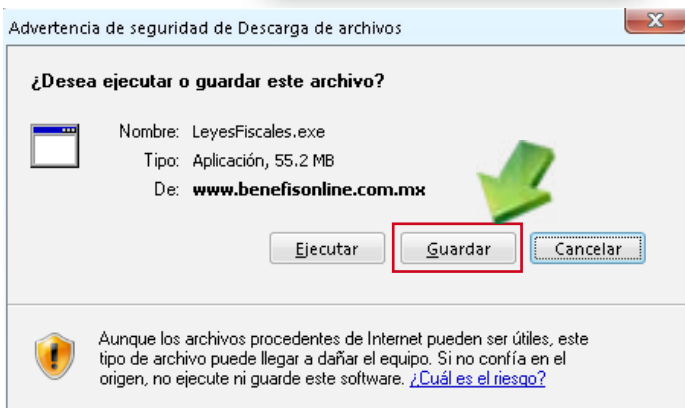 Advertencia de seguridad de Descarga de archivos
¿Desea ejecutar o guardar este archivo?
Nombre: LeyesFiscales.exe
Tipo: Aplicación, 55.2 MB
De: www.benefisonline.com.mx
Ejecutar Guardar Cancelar
Aunque los archivos procedentes de Internet pueden ser útiles, este
tipo de archivo puede llegar a dañar el equipo. Si no confía en el
origen, no ejecute ni guarde este software. ¿Cuál es el riesgo?